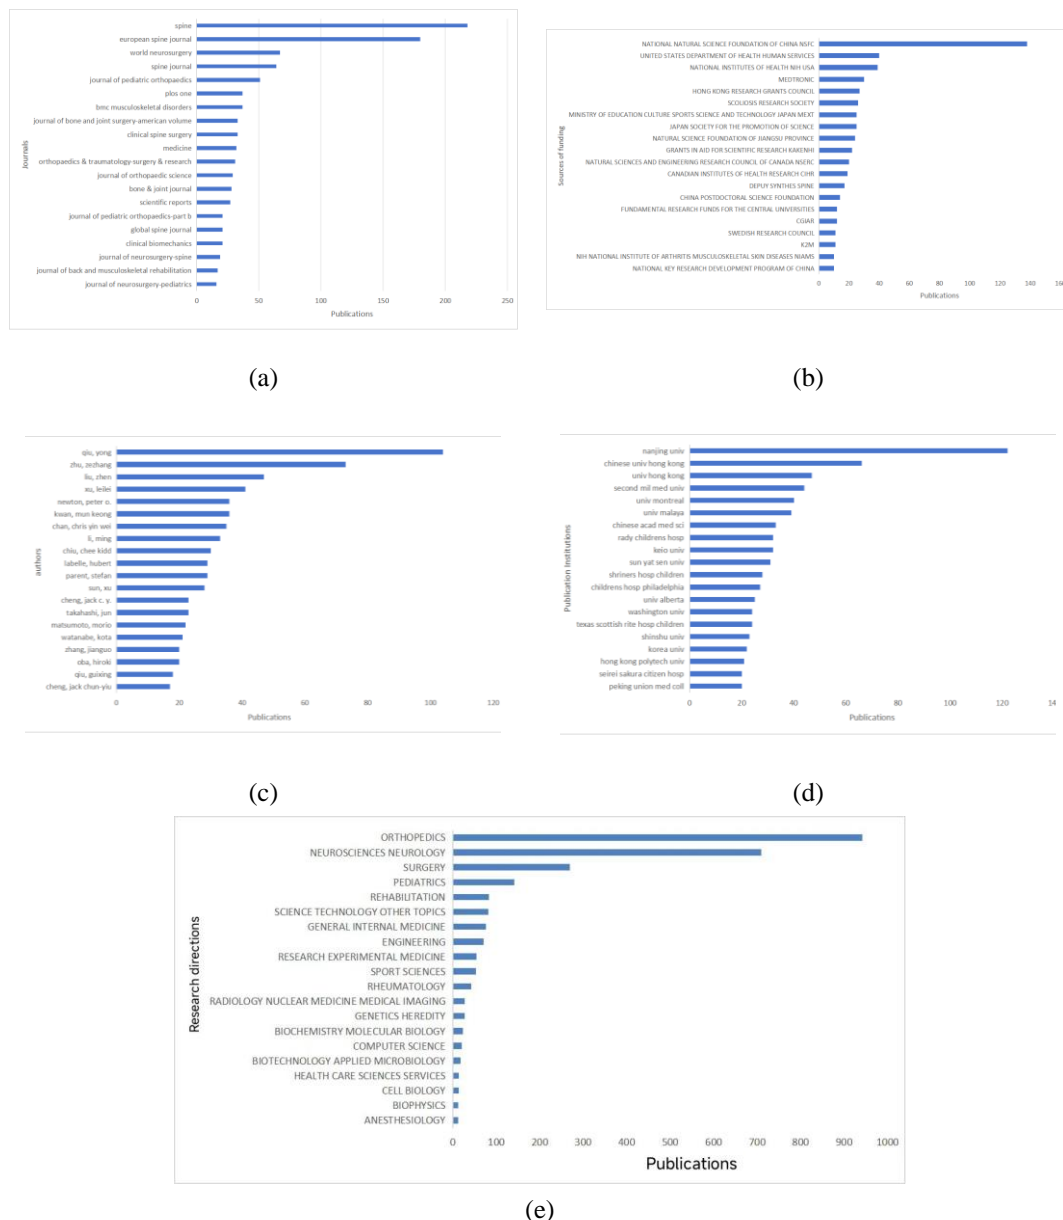 spine
european spine journal
world neurosurgery
spine journal
journal of pediatric orthopaedics
plos one
bmc musculoskeletal disorders
journal of bone and joint surgery-american volume
clinical spine surgery
medicine
orthopaedics & traumatology-surgery & research
journal of orthopaedic science
bone & joint journal
scientific reports
journal of pediatric orthopaedics-part b
global spine journal
clinical biomechanics
journal of neurosurgery-spine
journal of back and musculoskeletal rehabilitation
journal of neurosurgery-pediatrics
Journals
0 50 100 150 200 250
Publications
(a)
NATIONAL NATURAL SCIENCE FOUNDATION OF CHINA NSFC
UNITED STATES DEPARTMENT OF HEALTH HUMAN SERVICES
NATIONAL INSTITUTES OF HEALTH NIH USA
MEDTRONIC
HONG KONG RESEARCH GRANTS COUNCIL
SCOLIOSIS RESEARCH SOCIETY
MINISTRY OF EDUCATION CULTURE SPORTS SCIENCE AND TECHNOLOGY JAPAN MEXT
JAPAN SOCIETY FOR THE PROMOTION OF SCIENCE
NATURAL SCIENCE FOUNDATION OF JIANGSU PROVINCE
GRANTS IN AID FOR SCIENTIFIC RESEARCH KAKENHI
NATURAL SCIENCES AND ENGINEERING RESEARCH COUNCIL OF CANADA NSERC
CANADIAN INSTITUTES OF HEALTH RESEARCH CIHR
DEPUY SYNTHES SPINE
CHINA POSTDOCTORAL SCIENCE FOUNDATION
FUNDAMENTAL RESEARCH FUNDS FOR THE CENTRAL UNIVERSITIES
CGIAR
SWEDISH RESEARCH COUNCIL
K2M
NIH NATIONAL INSTITUTE OF ARTHRITIS MUSCULOSKELETAL SKIN DISEASES NIAMS
NATIONAL KEY RESEARCH DEVELOPMENT PROGRAM OF CHINA
Sources of funding
0 20 40 60 80 100 120 140 160
Publications
(b)
qiu, yong
zhu, zezhang
liu, zhen
xu, leilei
newton, peter o.
kwan, mun keong
chan, chris yin wei
li, ming
chiu, chee kidd
labelle, hubert
parent, stefan
sun, xu
cheng, jack c. y.
takahashi, jun
matsumoto, morio
watanabe, kota
zhang, jianguo
oba, hiroki
qiu, guixing
cheng, jack chun-yiu
authors
0 20 40 60 80 100 120
Publications
(c)
nanjing univ
chinese univ hong kong
univ hong kong
second mil med univ
univ montreal
univ malaya
chinese acad med sci
rady childrens hosp
keio univ
sun yat sen univ
shriners hosp children
childrens hosp philadelphia
univ alberta
washington univ
texas scottish rite hosp children
shinshu univ
korea univ
hong kong polytech univ
seirei sakura citizen hosp
peking union med coll
Publication Institutions
0 20 40 60 80 100 120 14
Publications
(d)
ORTHOPEDICS
NEUROSCIENCES NEUROLOGY
SURGERY
PEDIATRICS
REHABILITATION
SCIENCE TECHNOLOGY OTHER TOPICS
GENERAL INTERNAL MEDICINE
ENGINEERING
RESEARCH EXPERIMENTAL MEDICINE
SPORT SCIENCES
RHEUMATOLOGY
RADIOLOGY NUCLEAR MEDICINE MEDICAL IMAGING
GENETICS HEREDITY
BIOCHEMISTRY MOLECULAR BIOLOGY
COMPUTER SCIENCE
BIOTECHNOLOGY APPLIED MICROBIOLOGY
HEALTH CARE SCIENCES SERVICES
CELL BIOLOGY
BIOPHYSICS
ANESTHESIOLOGY
Research directions
0 100 200 300 400 500 600 700 800 900 1000
Publications
(e)